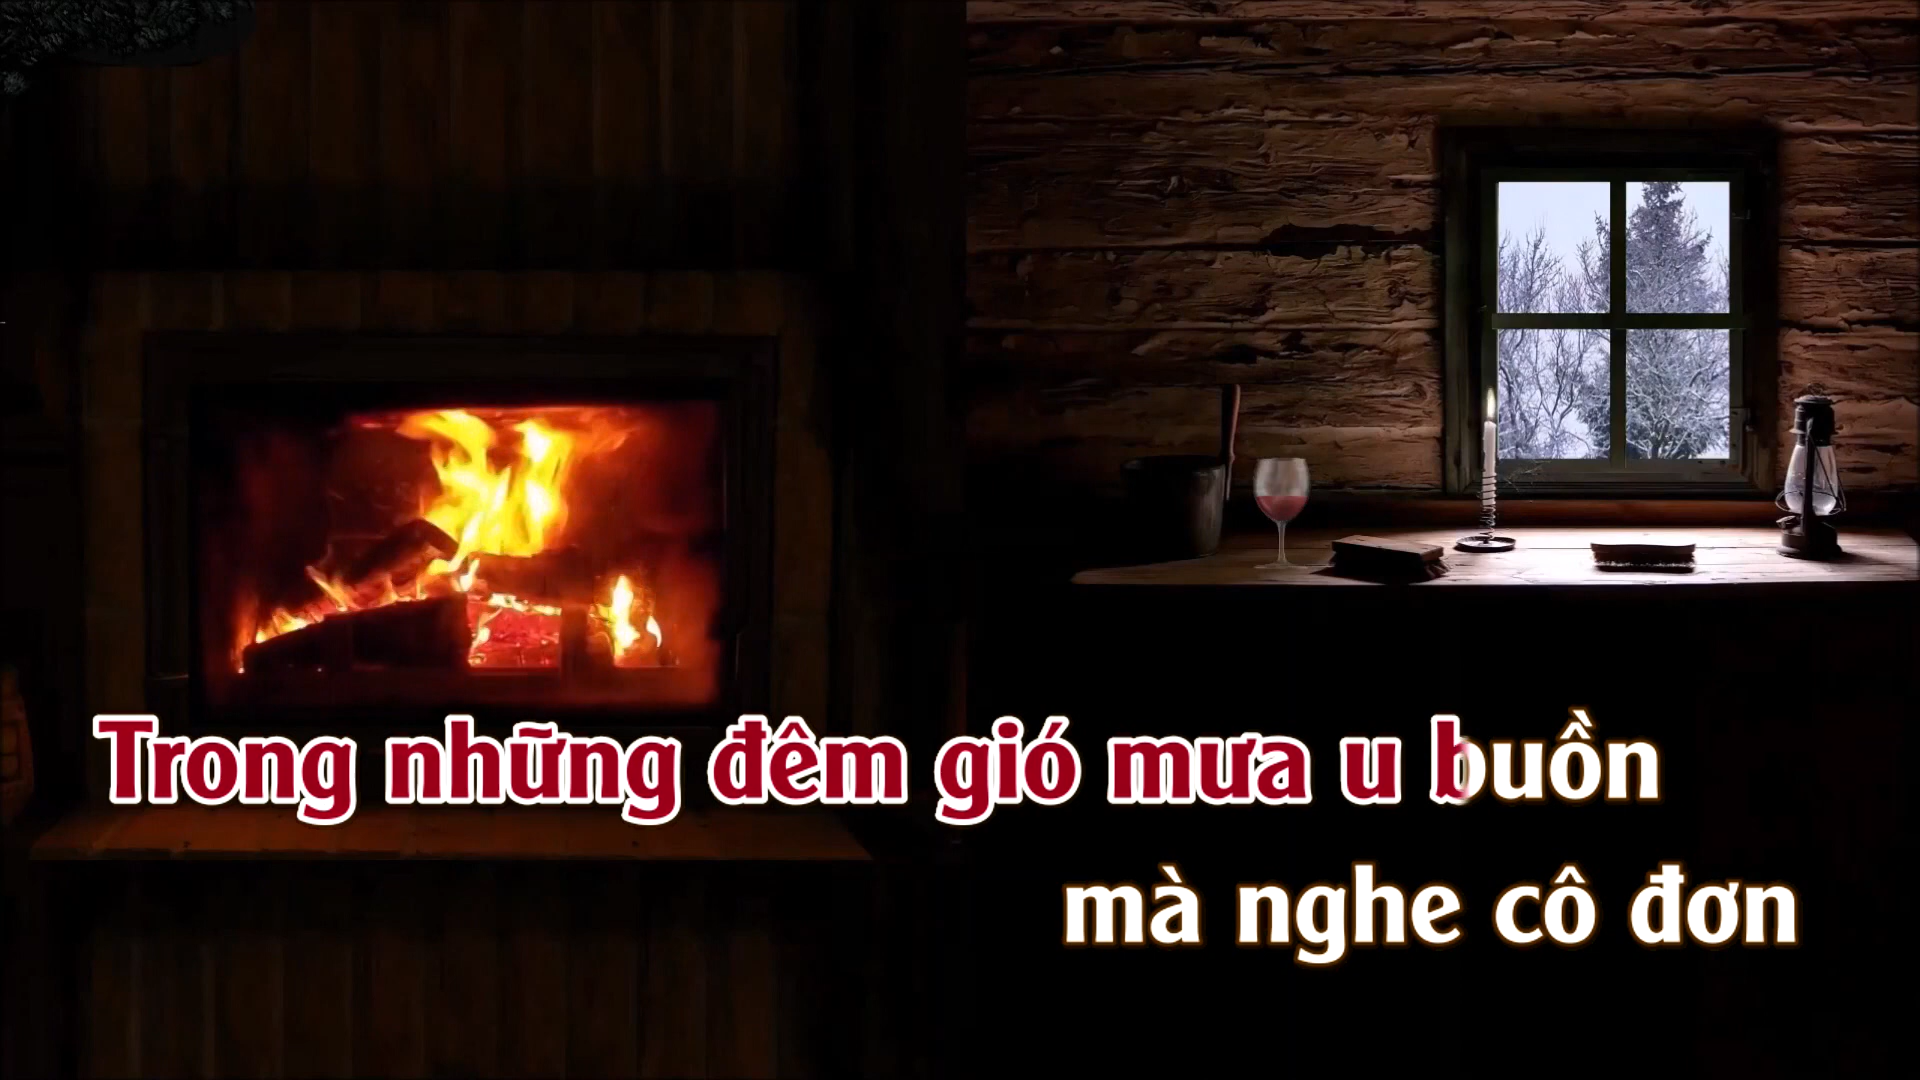 Trong những đêm gió mưa u buồn
mà nghe cô đơn